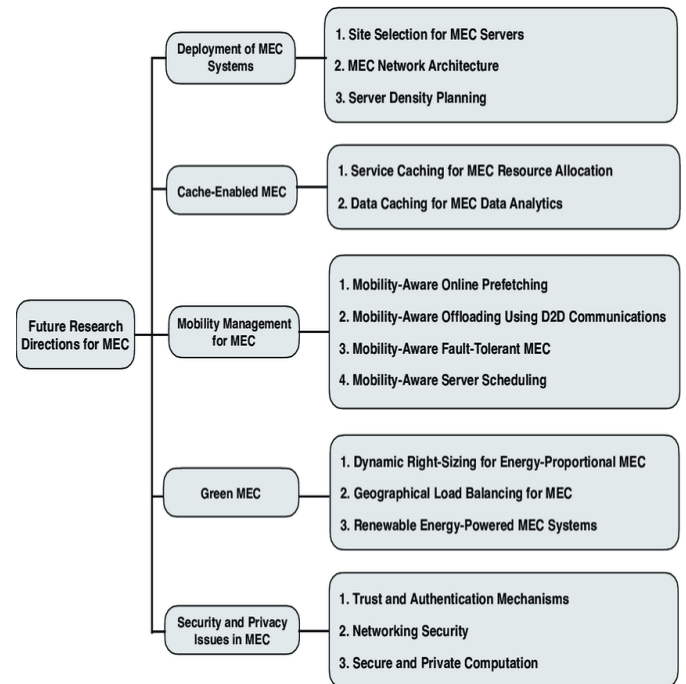 Deployment of MEC
Systems
1. Site Selection for MEC Servers
2. MEC Network Architecture
3. Server Density Planning
Cache-Enabled MEC
1. Service Caching for MEC Resource Allocation
2. Data Caching for MEC Data Analytics
Future Research
Directions for MEC
Mobility Management
for MEC
1. Mobility-Aware Online Prefetching
2. Mobility-Aware Offloading Using D2D Communications
3. Mobility-Aware Fault-Tolerant MEC
4. Mobility-Aware Server Scheduling
Green MEC
1. Dynamic Right-Sizing for Energy-Proportional MEC
2. Geographical Load Balancing for MEC
3. Renewable Energy-Powered MEC Systems
Security and Privacy
Issues in MEC
1. Trust and Authentication Mechanisms
2. Networking Security
3. Secure and Private Computation